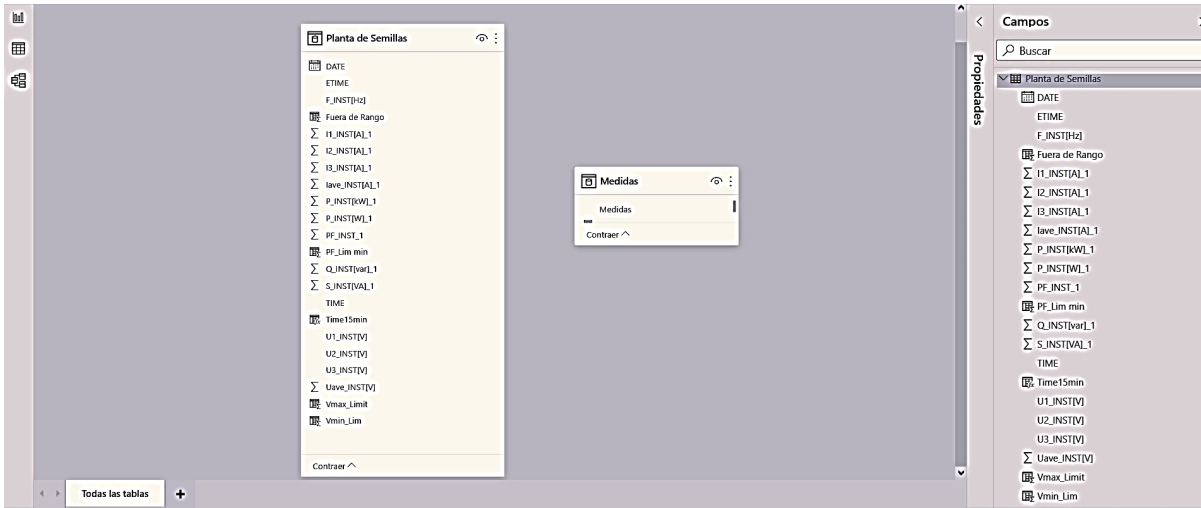 Planta de Semillas
DATE
ETIME
F_INST[Hz]
Fuera de Rango
I1_INST[A]_1
I2_INST[A]_1
I3_INST[A]_1
Iave_INST[A]_1
P_INST[kW]_1
P_INST[W]_1
PF_INST_1
PF_Lim min
Q_INST[var]_1
S_INST[VA]_1
TIME
Time15min
U1_INST[V]
U2_INST[V]
U3_INST[V]
Uave_INST[V]
Vmax_Limit
Vmin_Lim
Contraer
Medidas
Medidas
Contraer
Todas las tablas
Propiedades
Campos
Buscar
Planta de Semillas
DATE
ETIME
F_INST[Hz]
Fuera de Rango
I1_INST[A]_1
I2_INST[A]_1
I3_INST[A]_1
Iave_INST[A]_1
P_INST[kW]_1
P_INST[W]_1
PF_INST_1
PF_Lim min
Q_INST[var]_1
S_INST[VA]_1
TIME
Time15min
U1_INST[V]
U2_INST[V]
U3_INST[V]
Uave_INST[V]
Vmax_Limit
Vmin_Lim